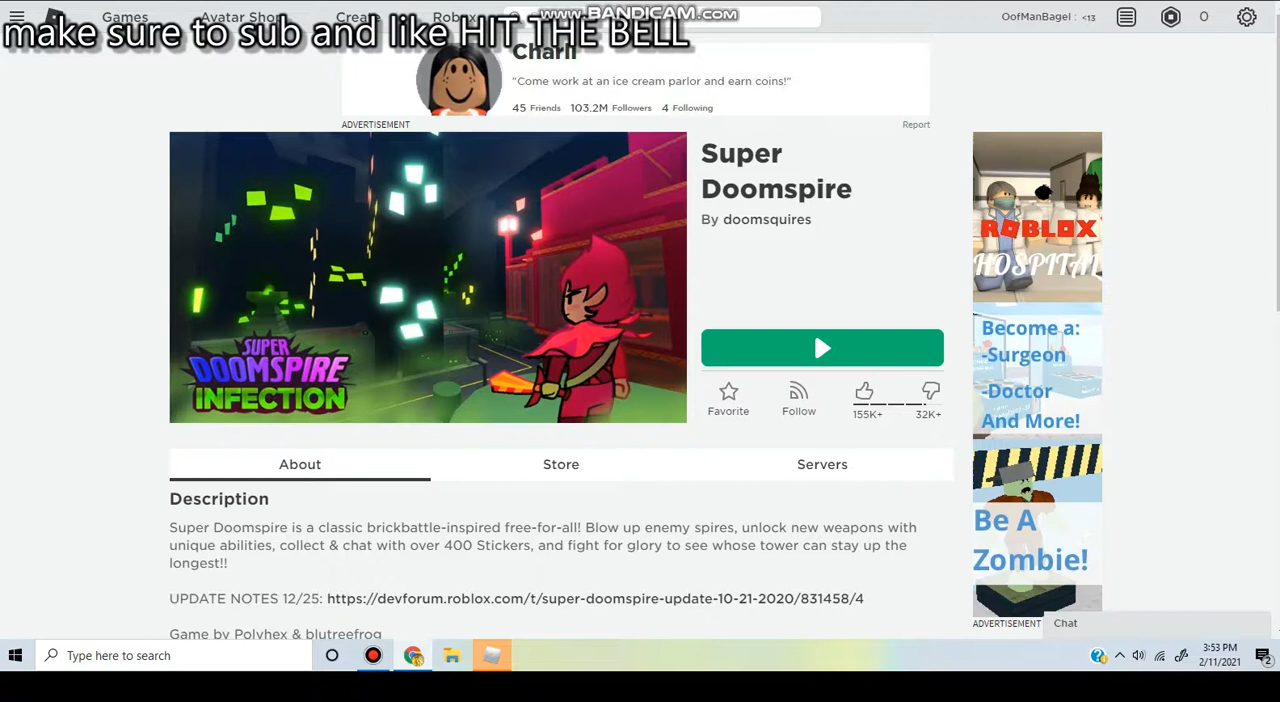 Games
Avatar Shop
Create
Roblox
www.BANDICAM.com
OofManBagel : <13
0
make sure to sub and like HIT THE BELL
Charli
"Come work at an ice cream parlor and earn coins!"
45 Friends 103.2M Followers 4 Following
ADVERTISEMENT
Report
Super
Doomspire
By doomsquires
SUPER
DOOMSPIRE
INFECTION
Favorite
Follow
155K+
32K+
ROBLOX
HOSPITAL
Become a:
-Surgeon
-Doctor
And More!
Be A
Zombie!
ADVERTISEMENT
About
Store
Servers
Description
Super Doomspire is a classic brickbattle-inspired free-for-all! Blow up enemy spires, unlock new weapons with
unique abilities, collect & chat with over 400 Stickers, and fight for glory to see whose tower can stay up the
longest!!
UPDATE NOTES 12/25: https://devforum.roblox.com/t/super-doomspire-update-10-21-2020/831458/4
Game by Polyhex & blutreefrog
Chat
Type here to search
3:53 PM
2/11/2021
2